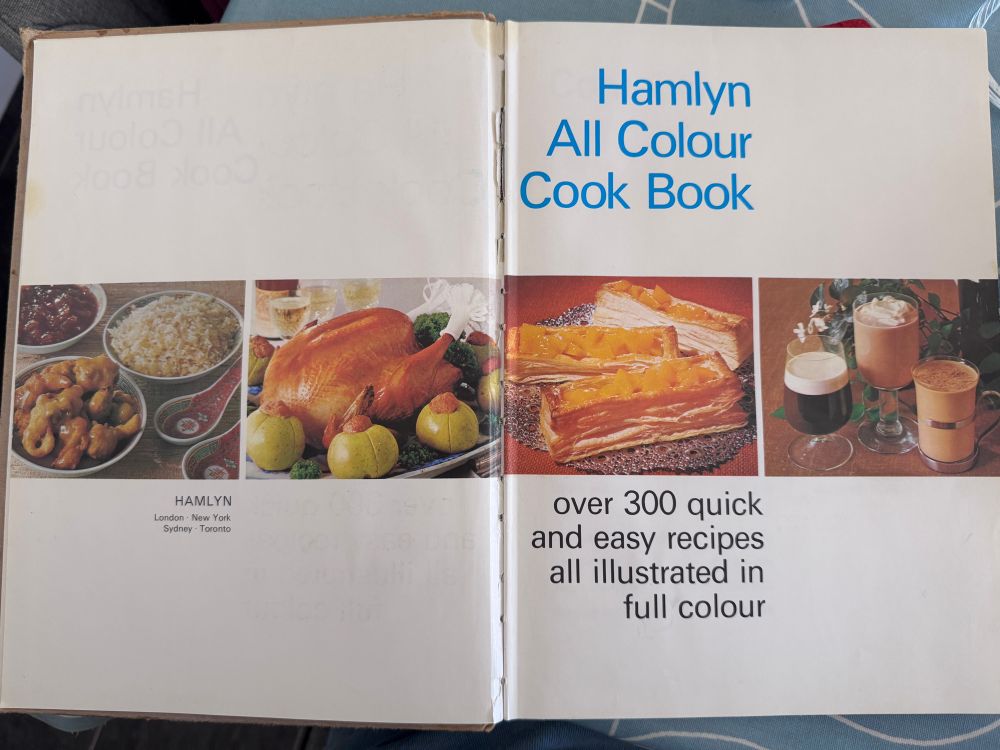 HAMLYN
London · New York
Sydney · Toronto
Hamlyn
All Colour
Cook Book
over 300 quick
and easy recipes
all illustrated in
full colour